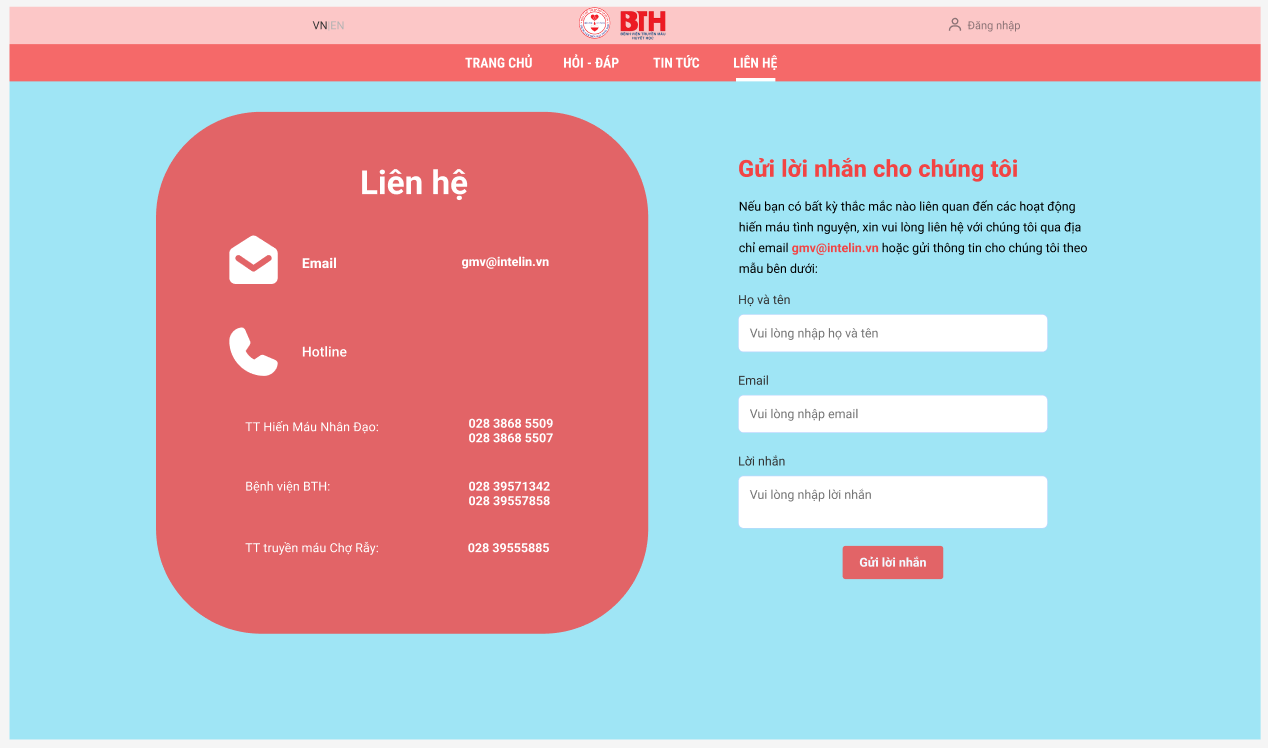 VN|EN
BTH
BỆNH VIỆN TRUYỀN MÁU
HUYẾT HỌC
Đăng nhập
TRANG CHỦ
HỎI - ĐÁP
TIN TỨC
LIÊN HỆ
Liên hệ
Email
gmv@intelin.vn
Hotline
TT Hiến Máu Nhân Đạo:
028 3868 5509
028 3868 5507
Bệnh viện BTH:
028 39571342
028 39557858
TT truyền máu Chợ Rẫy:
028 39555885
Gửi lời nhắn cho chúng tôi
Nếu bạn có bất kỳ thắc mắc nào liên quan đến các hoạt động
hiến máu tình nguyện, xin vui lòng liên hệ với chúng tôi qua địa
chỉ email gmv@intelin.vn hoặc gửi thông tin cho chúng tôi theo
mẫu bên dưới:
Họ và tên
Vui lòng nhập họ và tên
Email
Vui lòng nhập email
Lời nhắn
Vui lòng nhập lời nhắn
Gửi lời nhắn